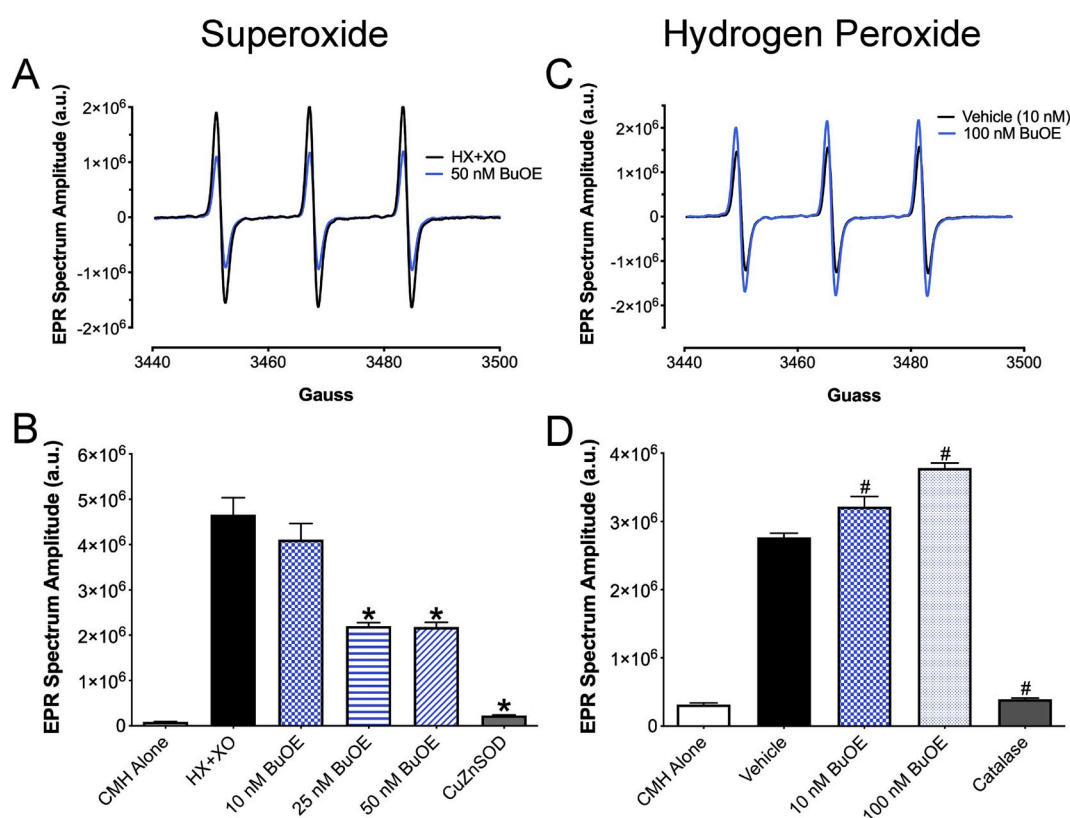 Superoxide
Hydrogen Peroxide
A
EPR Spectrum Amplitude (a.u.)
2×10⁶
1×10⁶
0
-1×10⁶
-2×10⁶
HX+XO
50 nM BuOE
3440 3460 3480 3500
Gauss
C
EPR Spectrum Amplitude (a.u.)
2×10⁶
1×10⁶
0
-1×10⁶
-2×10⁶
Vehicle (10 nM)
100 nM BuOE
3440 3460 3480 3500
Guass
B
EPR Spectrum Amplitude (a.u.)
6×10⁶
5×10⁶
4×10⁶
3×10⁶
2×10⁶
1×10⁶
0
* * *
CMH Alone
HX+XO
10 nM BuOE
25 nM BuOE
50 nM BuOE
CuZnSOD
D
EPR Spectrum Amplitude (a.u.)
4×10⁶
3×10⁶
2×10⁶
1×10⁶
0
# # #
CMH Alone
Vehicle
10 nM BuOE
100 nM BuOE
Catalase